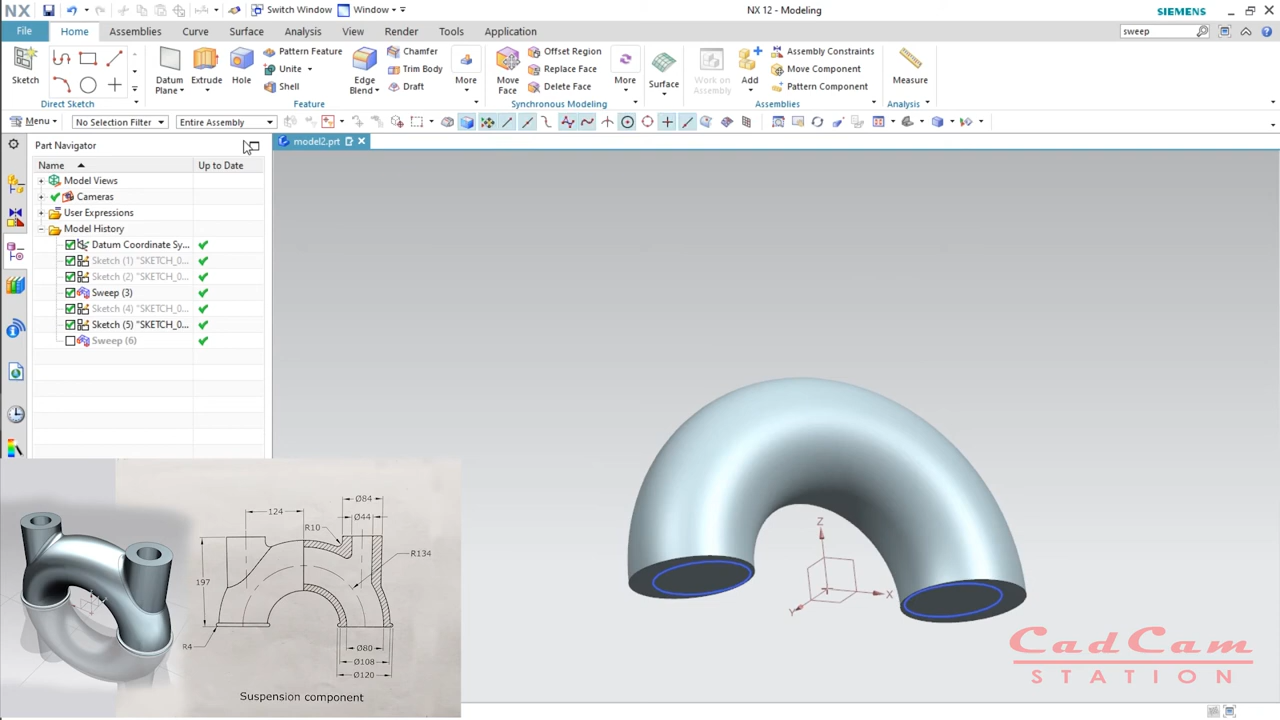 NX
Switch Window
Window
NX 12 - Modeling
SIEMENS
File
Home
Assemblies
Curve
Surface
Analysis
View
Render
Tools
Application
sweep
Sketch
Direct Sketch
Datum
Plane
Extrude
Hole
Pattern Feature
Unite
Shell
Edge
Blend
Chamfer
Trim Body
Draft
More
Feature
Move
Face
Offset Region
Replace Face
Delete Face
More
Synchronous Modeling
Surface
Work on
Assembly
Add
Assembly Constraints
Move Component
Pattern Component
Assemblies
Measure
Analysis
Menu
No Selection Filter
Entire Assembly
Part Navigator
model2.prt
Name
Up to Date
Model Views
Cameras
User Expressions
Model History
Datum Coordinate Sy...
Sketch (1) "SKETCH_0...
Sketch (2) "SKETCH_0...
Sweep (3)
Sketch (4) "SKETCH_0...
Sketch (5) "SKETCH_0...
Sweep (6)
Z
X
Y
Ø84
124
Ø44
R10
R134
197
R4
Ø80
Ø108
Ø120
Suspension component
CadCam
STATION